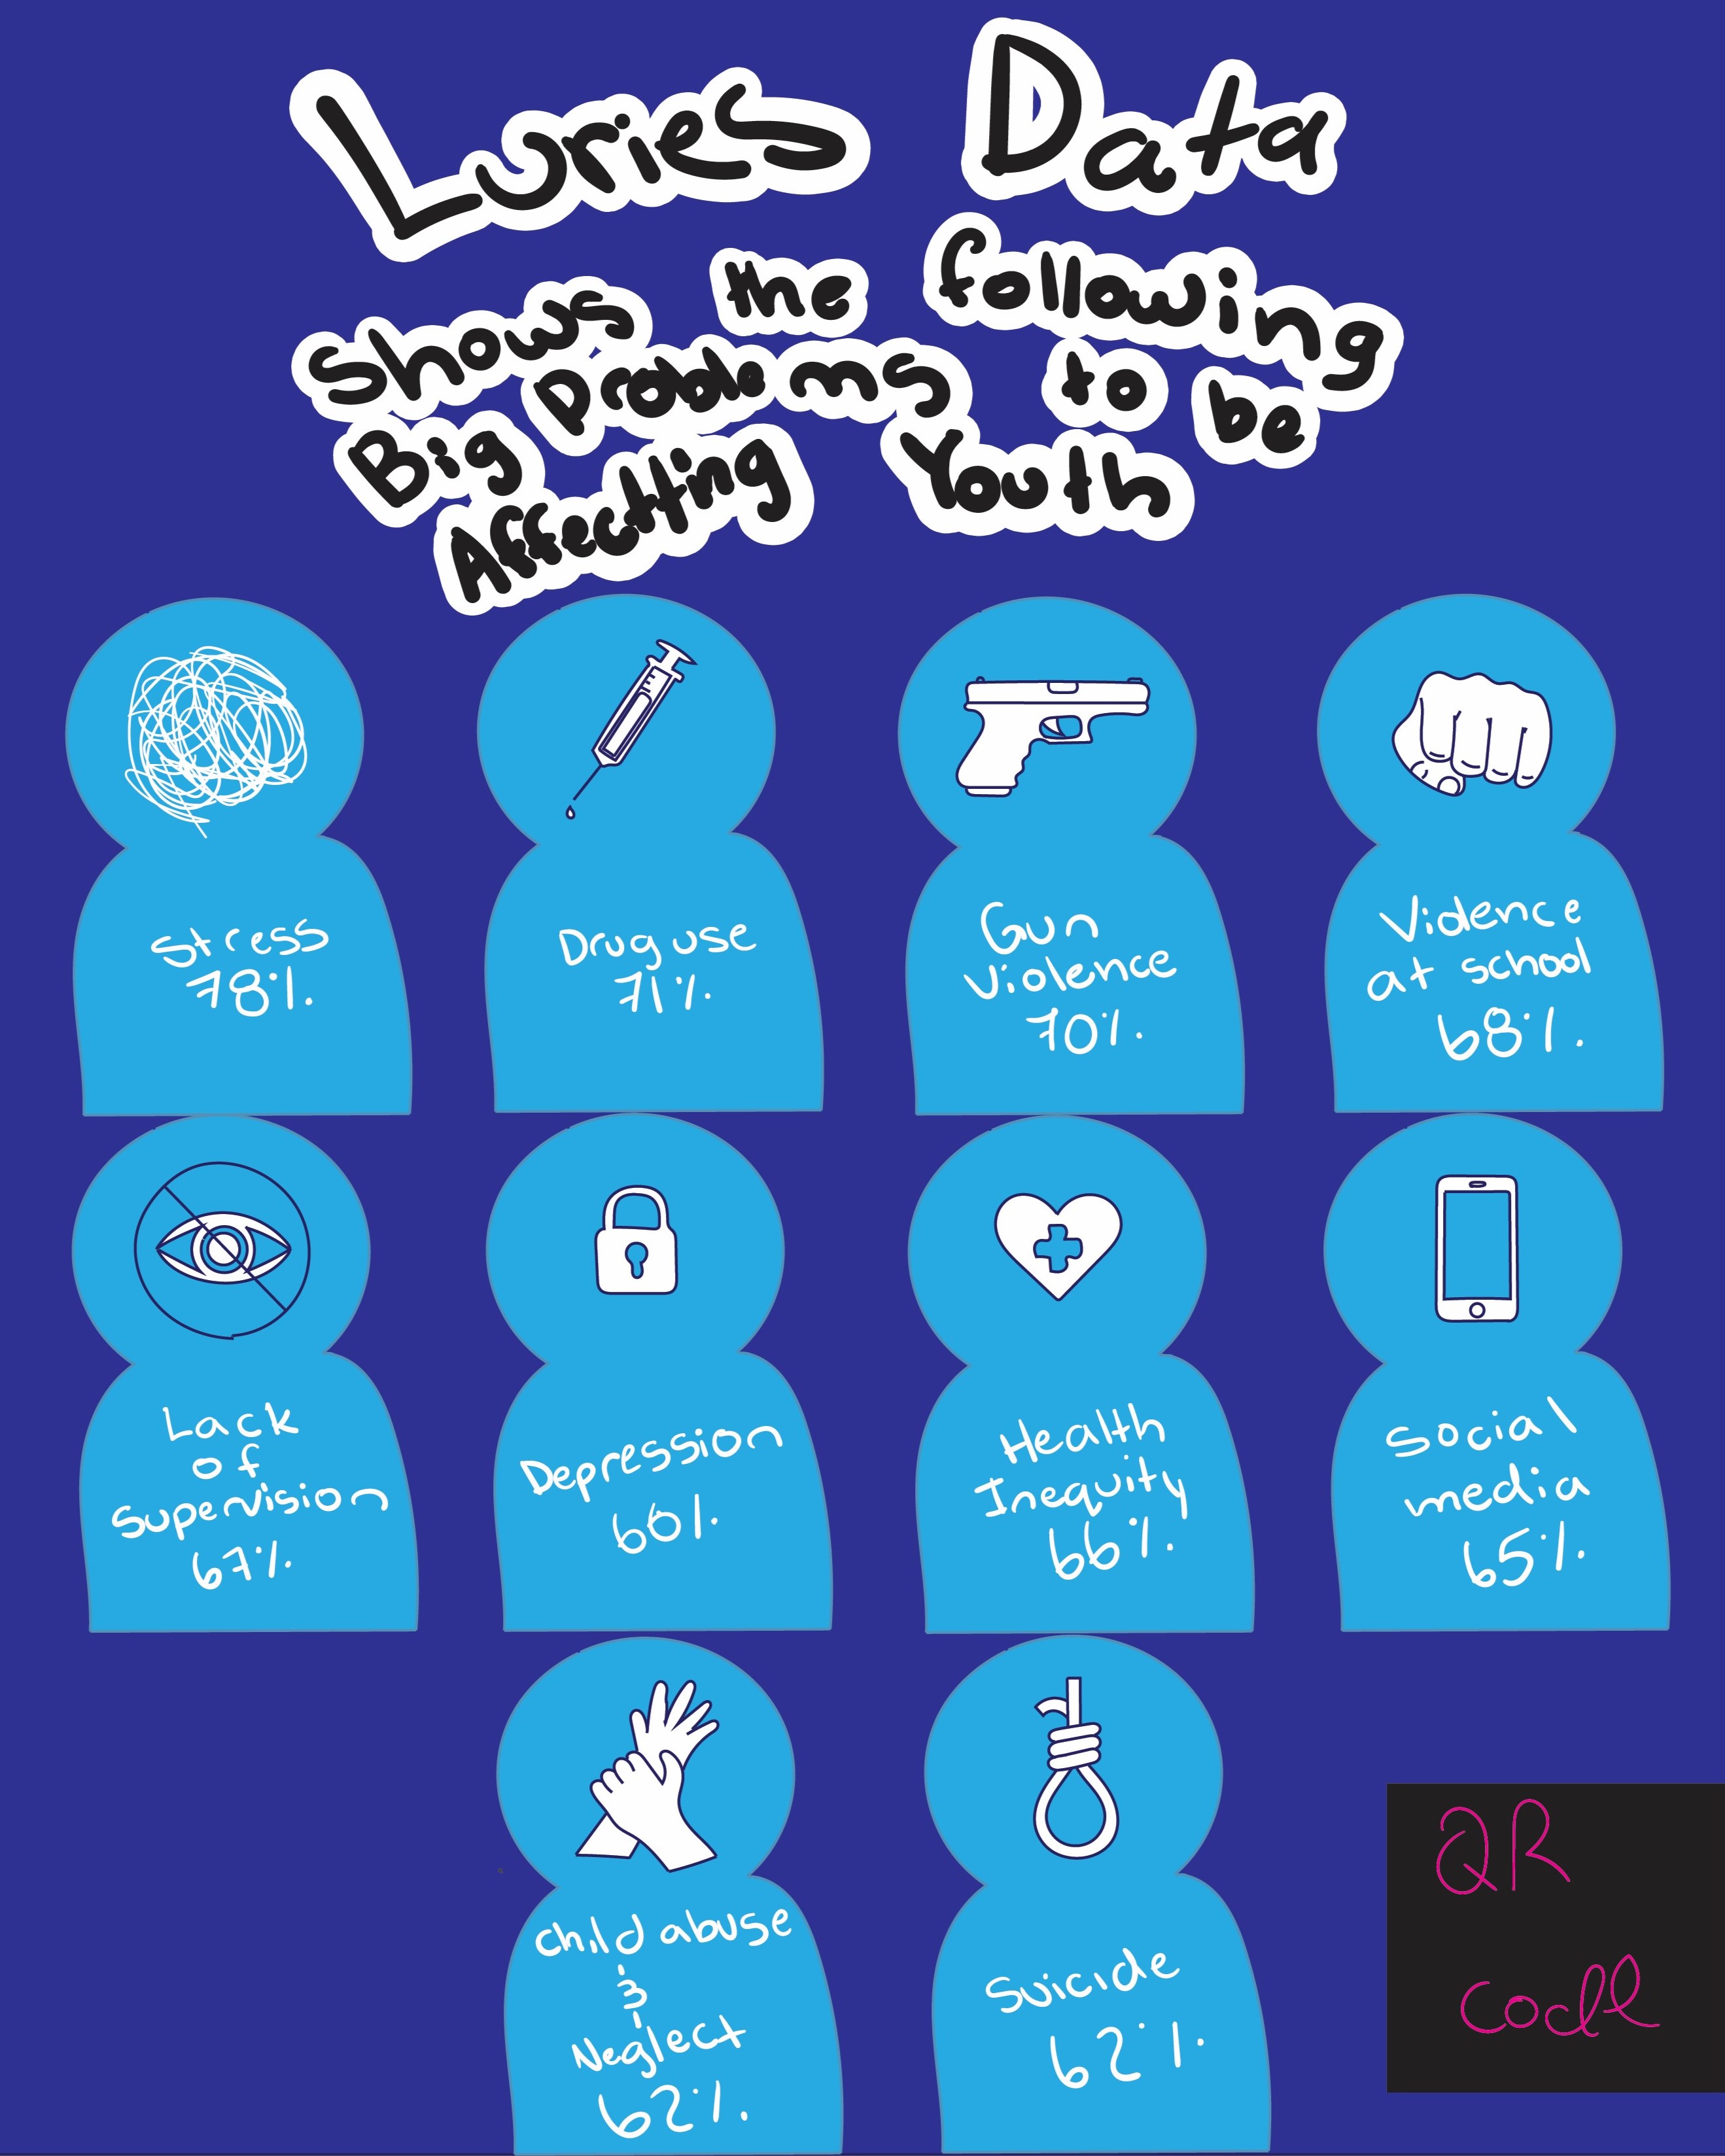 Luries Data
Shows the following
Problems to be
Big Affecting Youth
Stress
78%
Drug use
71%
Gun
Violence
70%
Violence
at school
68%
Lack
of
Supervision
67%
Depression
66%
Health
Inequity
66%
Social
media
65%
Child abuse
&
Neglect
62%
Suicide
62%
QR
Code